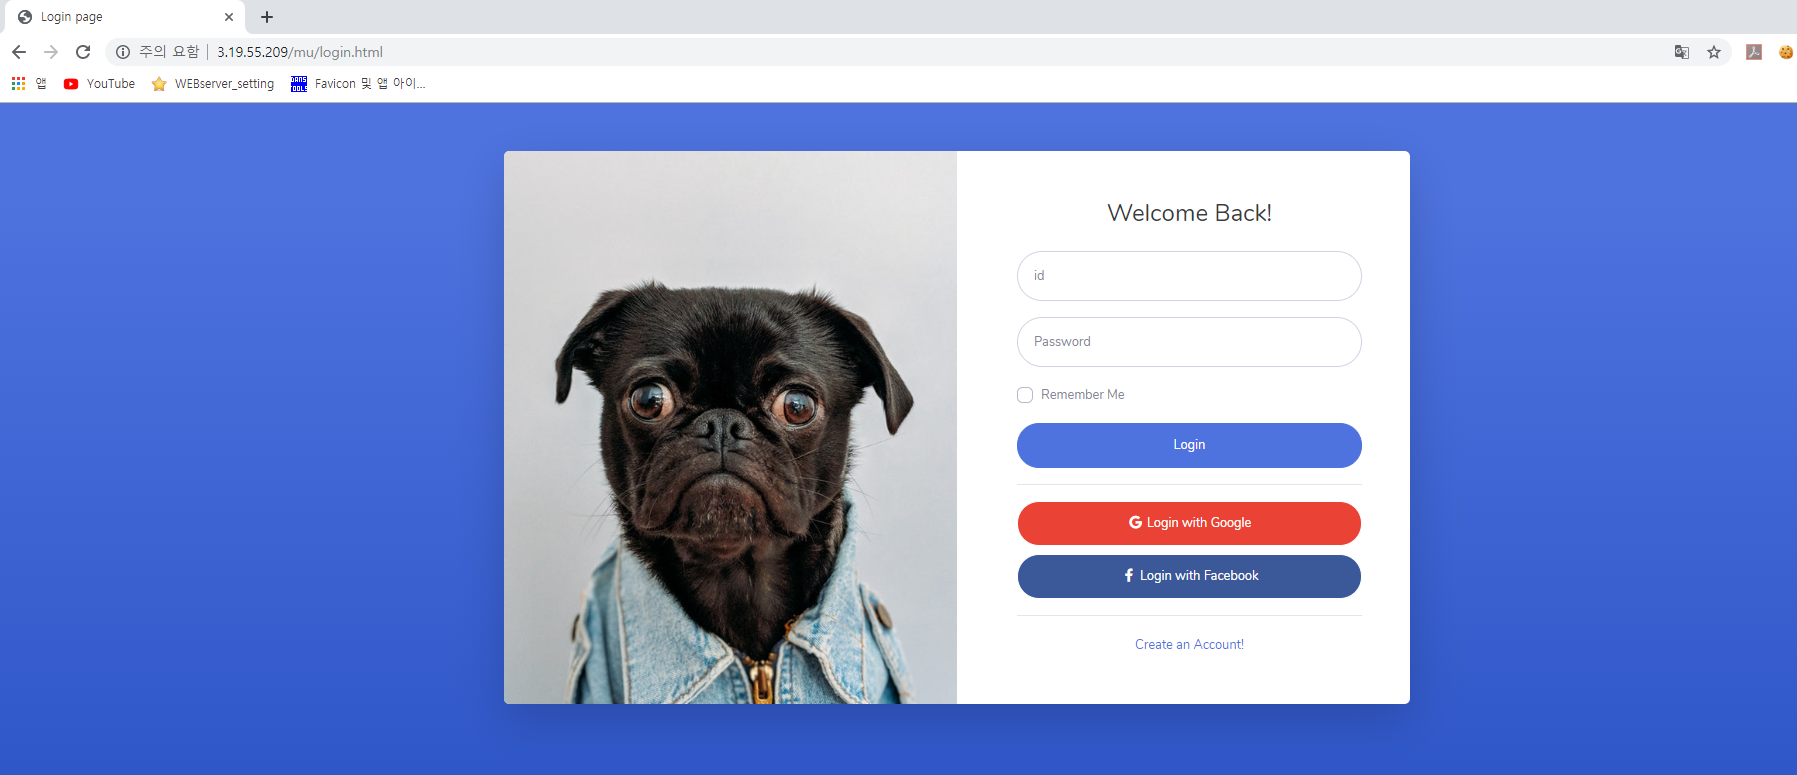 Login page
주의 요함 3.19.55.209/mu/login.html
앱 YouTube WEBserver_setting Favicon 및 앱 아이...
Welcome Back!
id
Password
Remember Me
Login
Login with Google
Login with Facebook
Create an Account!